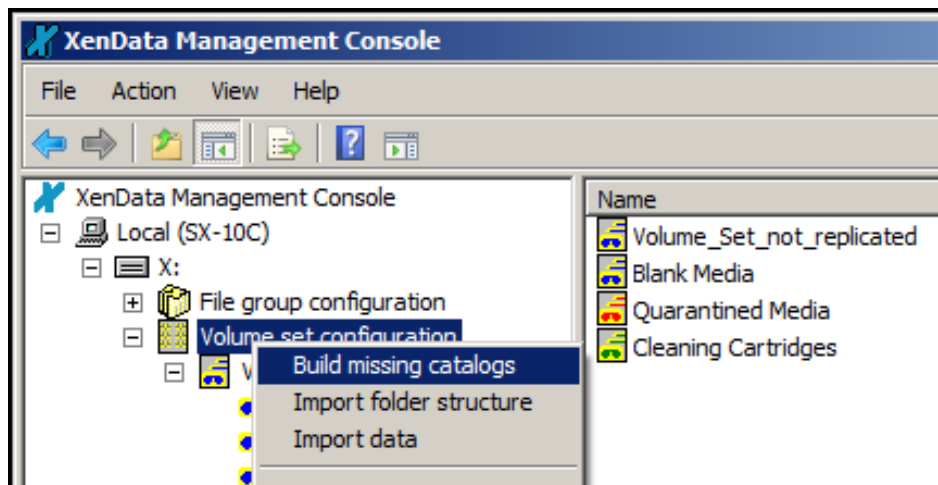 XenData Management Console
File Action View Help
XenData Management Console
Local (SX-10C)
X:
File group configuration
Volume set configuration
Build missing catalogs
Import folder structure
Import data
Name
Volume_Set_not_replicated
Blank Media
Quarantined Media
Cleaning Cartridges